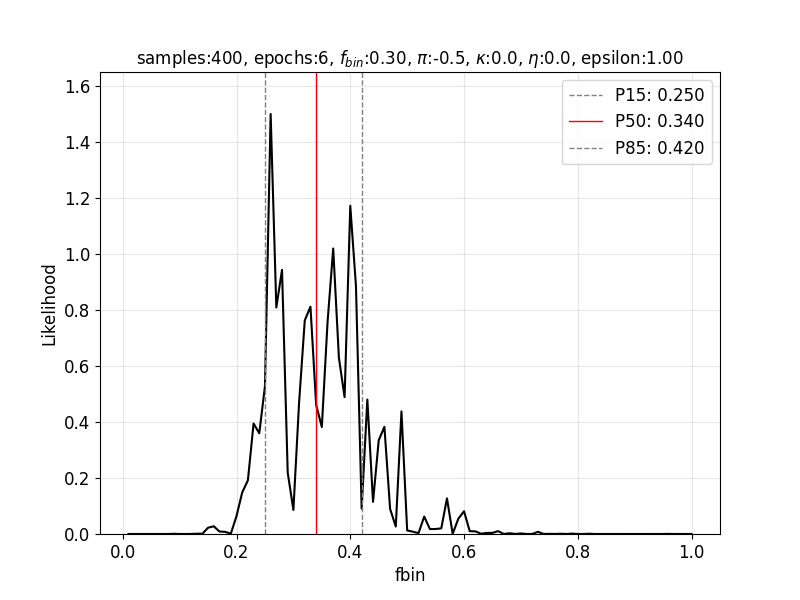 samples:400, epochs:6, f_bin:0.30, π:-0.5, κ:0.0, η:0.0, epsilon:1.00
P15: 0.250
P50: 0.340
P85: 0.420
1.6
1.4
1.2
1.0
0.8
0.6
0.4
0.2
0.0
Likelihood
0.0 0.2 0.4 0.6 0.8 1.0
fbin